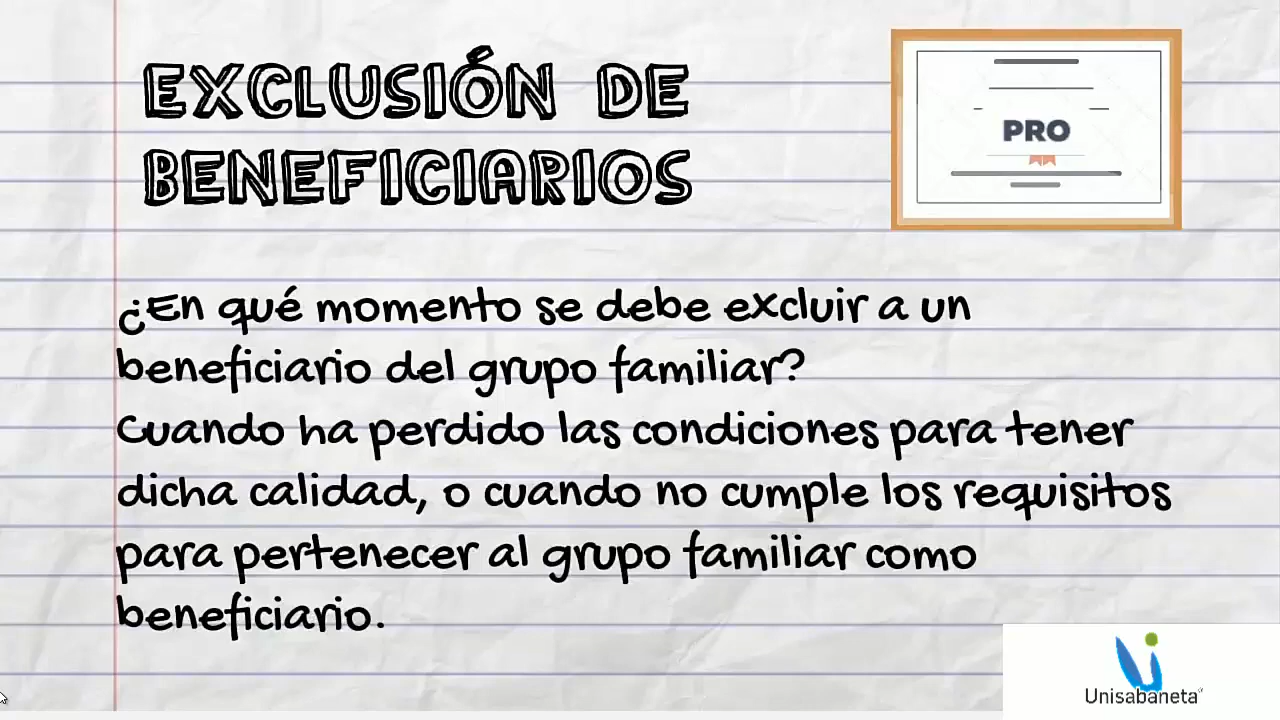 EXCLUSIÓN DE
BENEFICIARIOS
PRO
¿En qué momento se debe excluir a un
beneficiario del grupo familiar?
Cuando ha perdido las condiciones para tener
dicha calidad, o cuando no cumple los requisitos
para pertenecer al grupo familiar como
beneficiario.
Unisabaneta